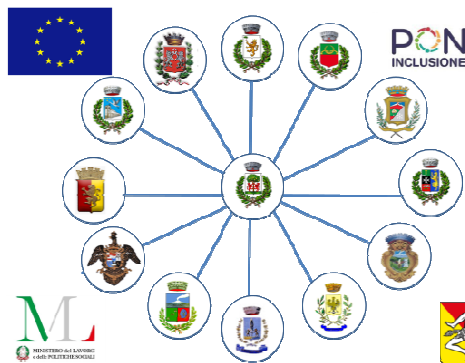 PON
INCLUSIONE
MINISTERO del LAVORO
e delle POLITICHE SOCIALI